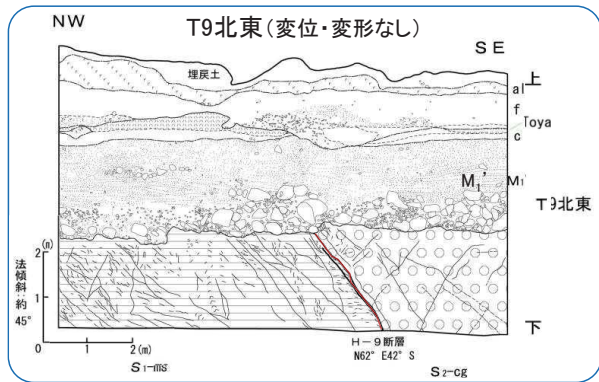 T9北東(変位・変形なし)
NW
SE
埋戻土
上
al
f
Toya
c
M₁'
M₁'
T9北東
(m)
2
1
0
法傾斜:約45°
1
2 (m)
下
H-9断層
N62°E42°S
S₁-ms
S₂-cg